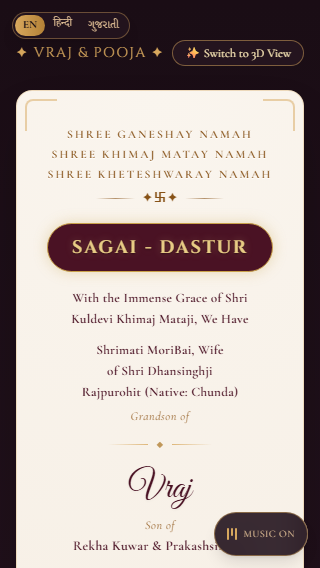 EN हिन्दी ગુજરાતી
✦ VRAJ & POOJA ✦
✨ Switch to 3D View
SHREE GANESHAY NAMAH
SHREE KHIMAJ MATAY NAMAH
SHREE KHETESHWARAY NAMAH
✦卐✦
SAGAI - DASTUR
With the Immense Grace of Shri
Kuldevi Khimaj Mataji, We Have
Shrimati MoriBai, Wife
of Shri Dhansinghji
Rajpurohit (Native: Chunda)
Grandson of
Vraj
Son of
Rekha Kuwar &
MUSIC ON